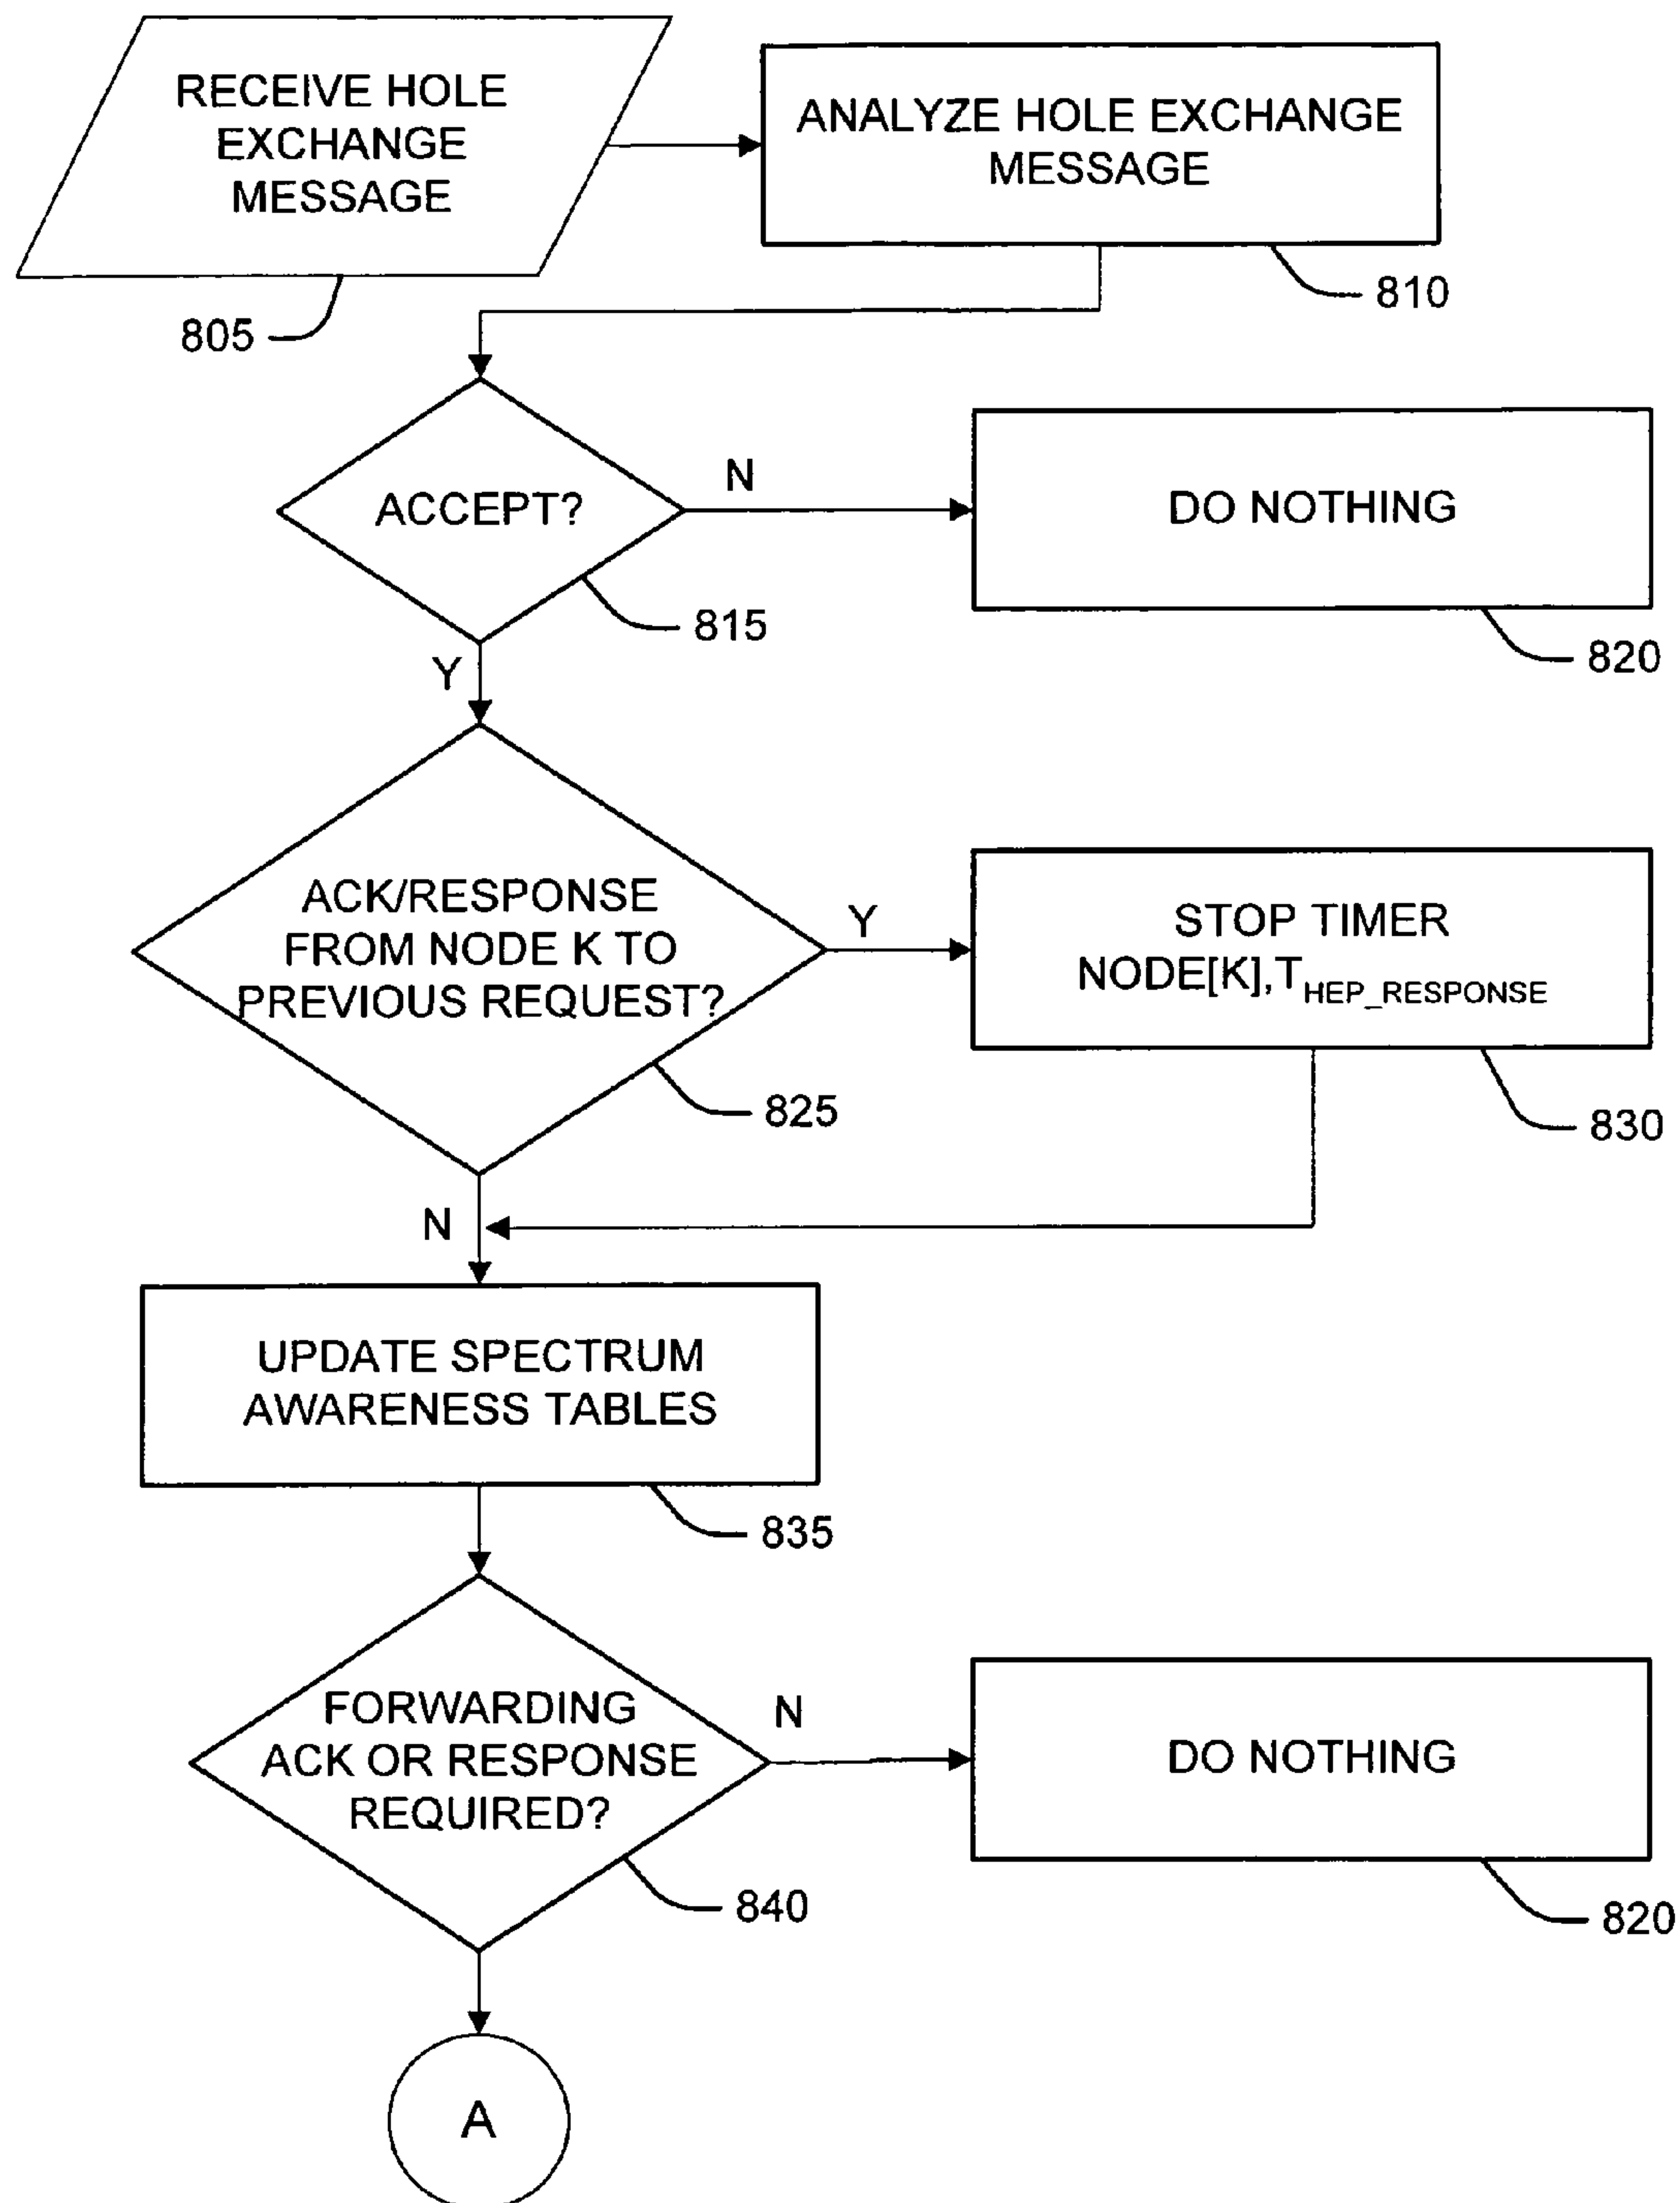 RECEIVE HOLE
EXCHANGE
MESSAGE
805
ANALYZE HOLE EXCHANGE
MESSAGE
810
ACCEPT?
815
N
DO NOTHING
820
Y
ACK/RESPONSE
FROM NODE K TO
PREVIOUS REQUEST?
825
Y
STOP TIMER
NODE[K],T_HEP_RESPONSE
830
N
UPDATE SPECTRUM
AWARENESS TABLES
835
FORWARDING
ACK OR RESPONSE
REQUIRED?
840
N
DO NOTHING
820
A